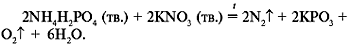 2NH4H2PO4 (тв.) + 2KNO3 (тв.) =t 2N2↑ + 2KPO3 +
O2↑ + 6H2O.